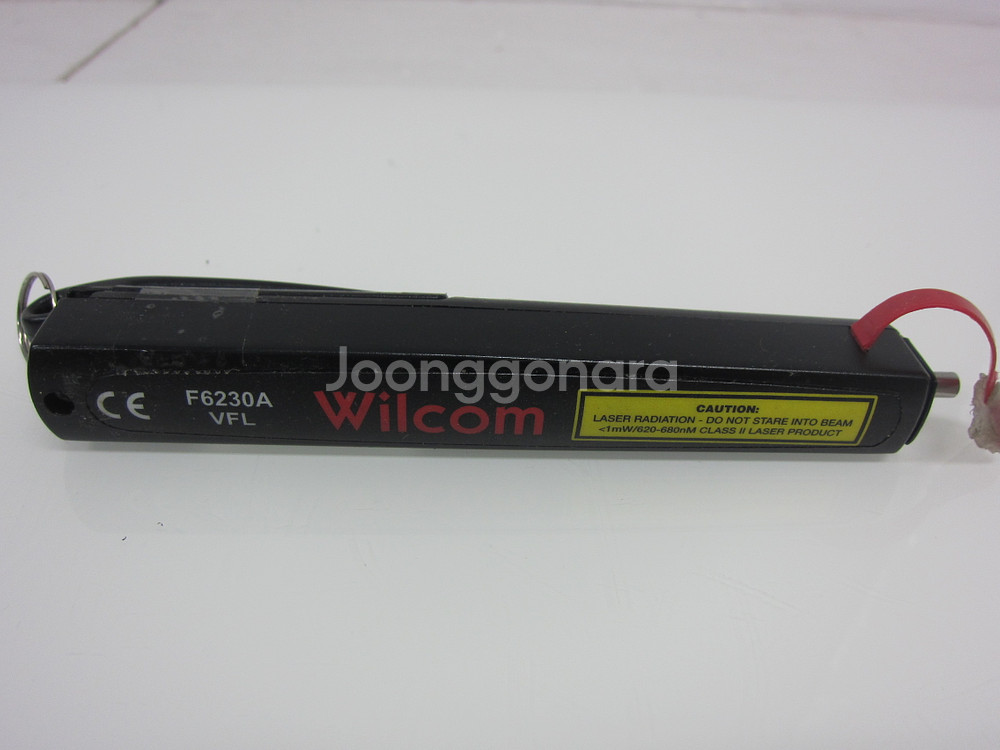 Joonggonara
CE
F6230A
VFL
Wilcom
CAUTION:
LASER RADIATION - DO NOT STARE INTO BEAM
<1mW/620-680nM CLASS II LASER PRODUCT